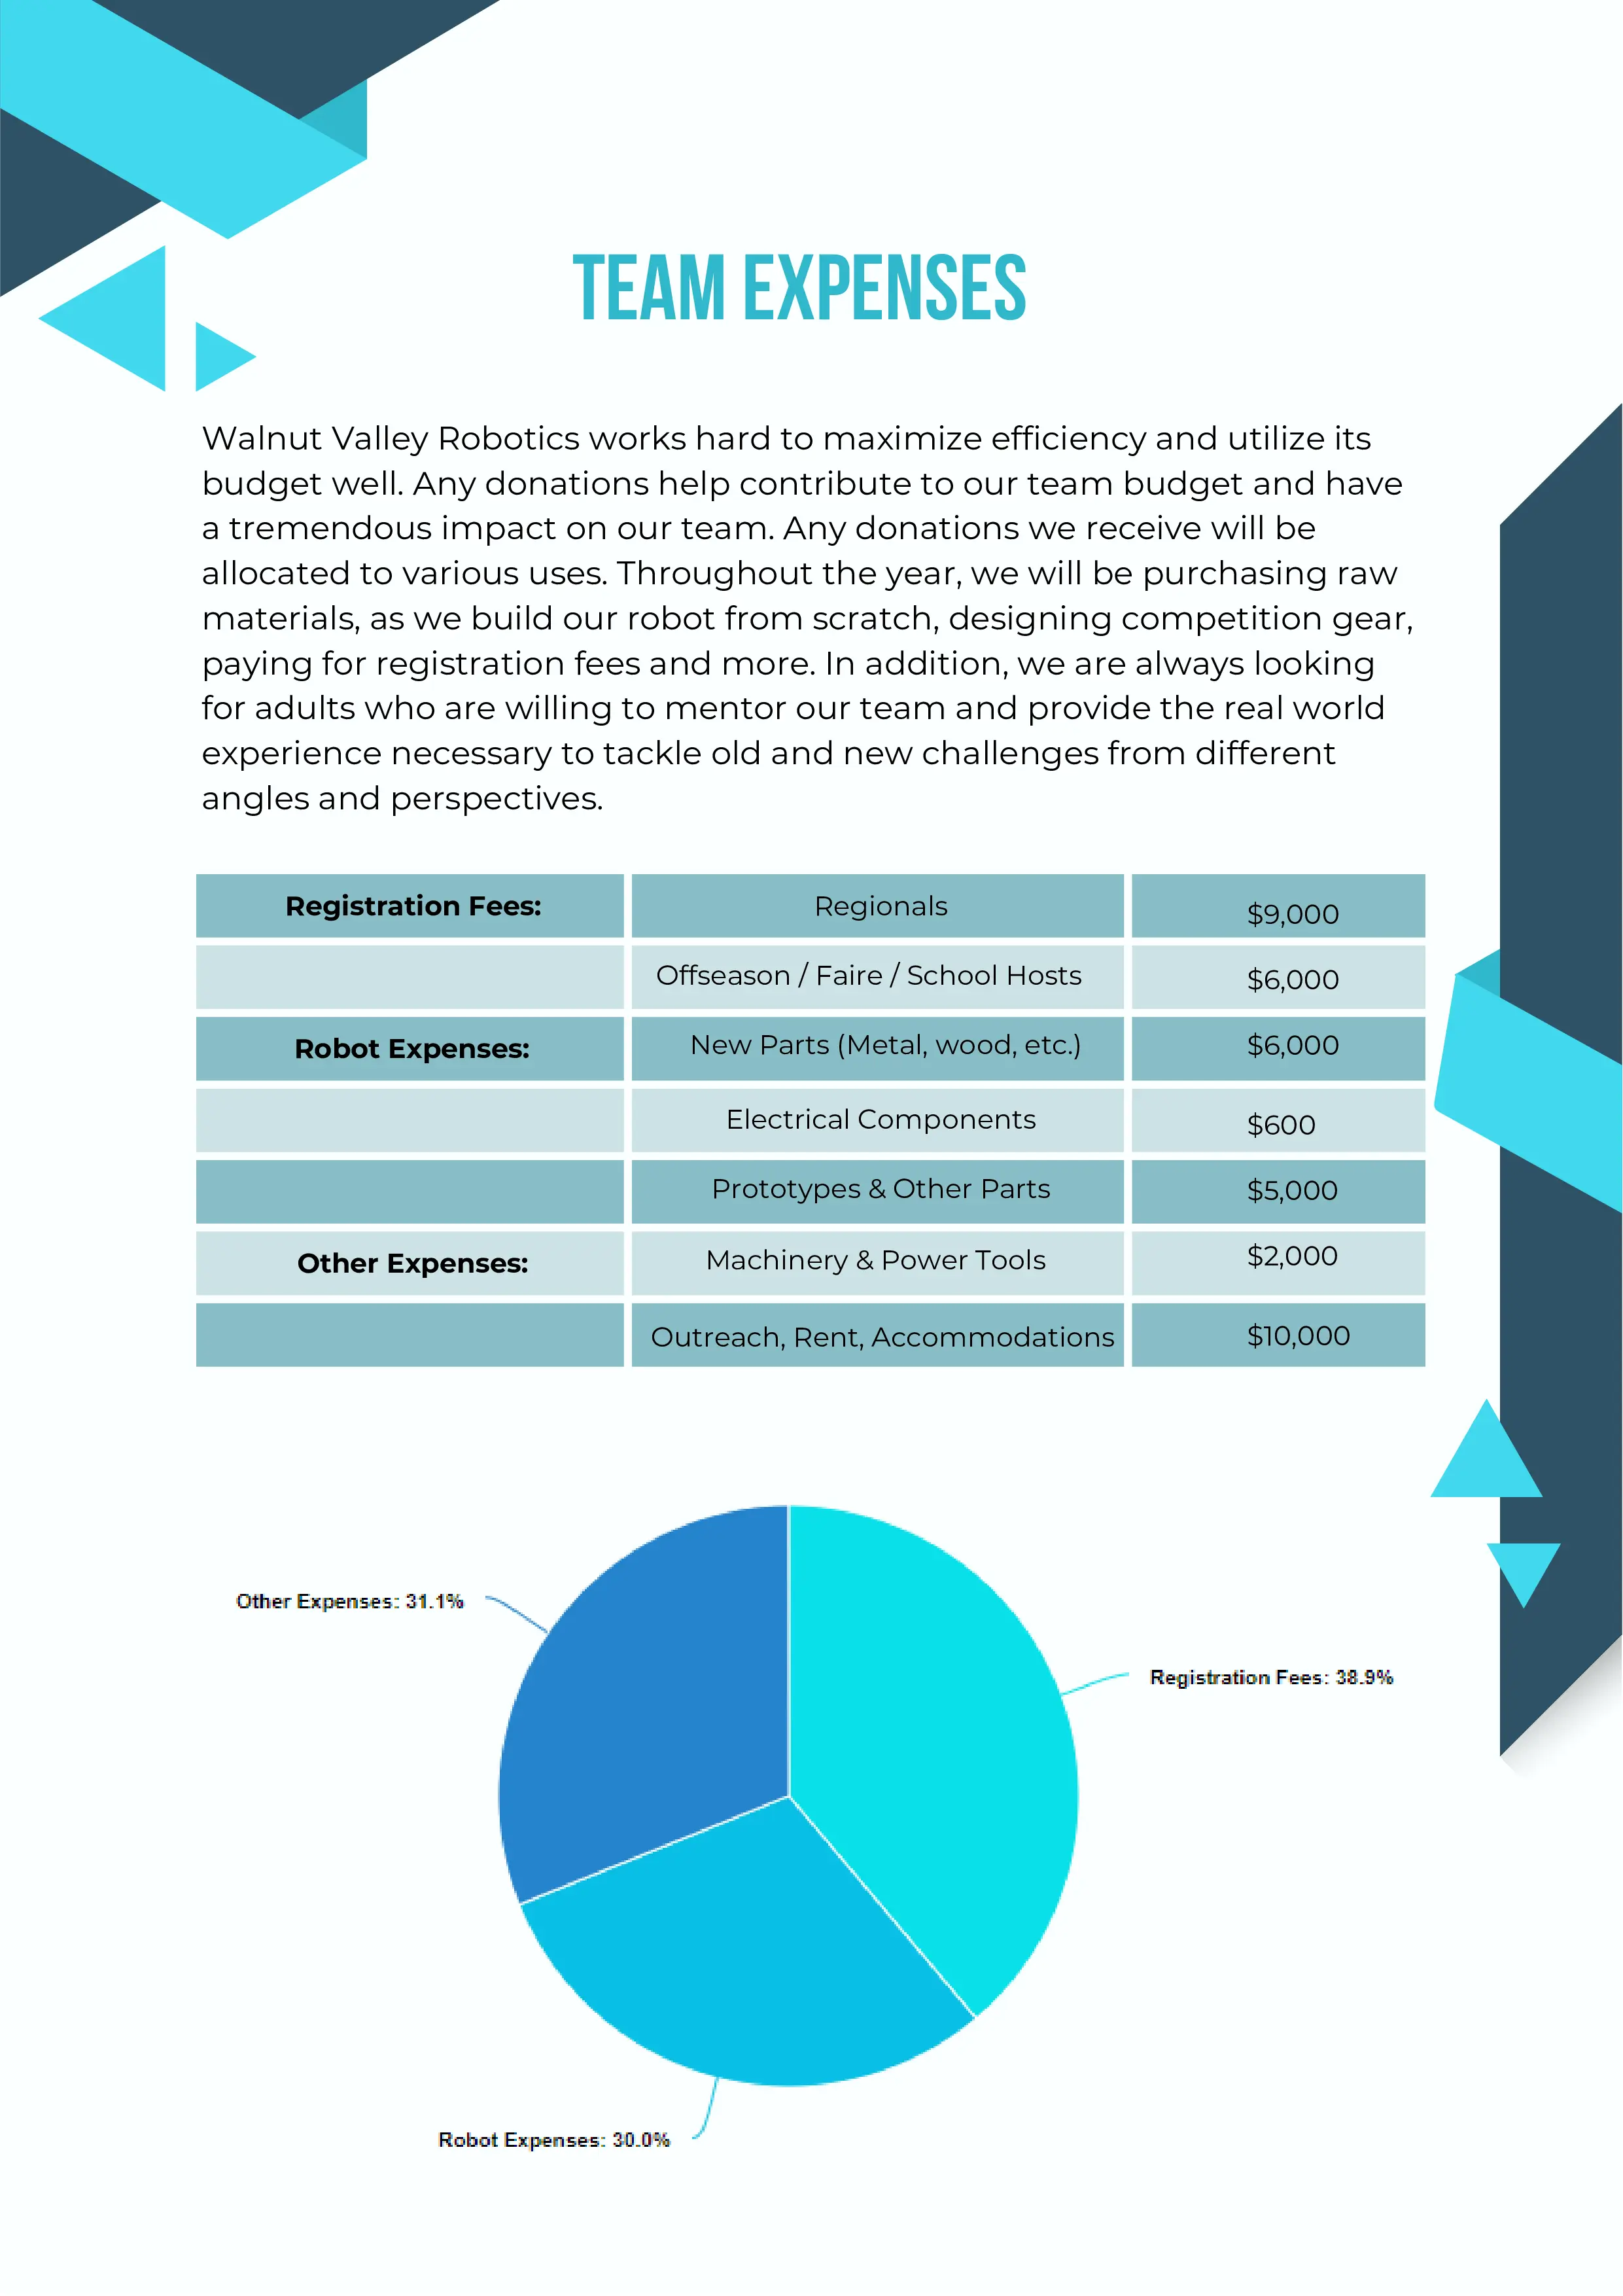 TEAM EXPENSES
Walnut Valley Robotics works hard to maximize efficiency and utilize its
budget well. Any donations help contribute to our team budget and have
a tremendous impact on our team. Any donations we receive will be
allocated to various uses. Throughout the year, we will be purchasing raw
materials, as we build our robot from scratch, designing competition gear,
paying for registration fees and more. In addition, we are always looking
for adults who are willing to mentor our team and provide the real world
experience necessary to tackle old and new challenges from different
angles and perspectives.
Registration Fees: Regionals $9,000
Offseason / Faire / School Hosts $6,000
Robot Expenses: New Parts (Metal, wood, etc.) $6,000
Electrical Components $600
Prototypes & Other Parts $5,000
Other Expenses: Machinery & Power Tools $2,000
Outreach, Rent, Accommodations $10,000
Other Expenses: 31.1%
Registration Fees: 38.9%
Robot Expenses: 30.0%